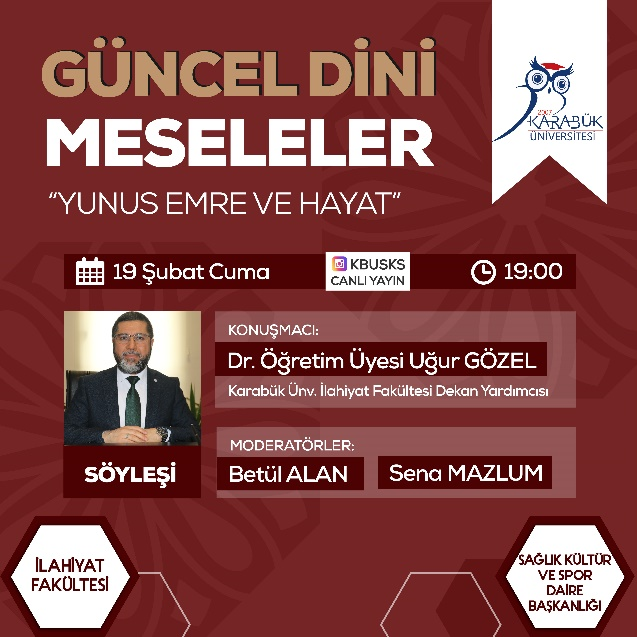 GÜNCEL DİNİ
MESELELER
“YUNUS EMRE VE HAYAT”
2007
KARABÜK
ÜNİVERSİTESİ
19 Şubat Cuma
KBUSKS
CANLI YAYIN
19:00
KONUŞMACI:
Dr. Öğretim Üyesi Uğur GÖZEL
Karabük Ünv. İlahiyat Fakültesi Dekan Yardımcısı
SÖYLEŞİ
MODERATÖRLER:
Betül ALAN
Sena MAZLUM
İLAHİYAT
FAKÜLTESİ
SAĞLIK KÜLTÜR
VE SPOR
DAİRE
BAŞKANLIĞI